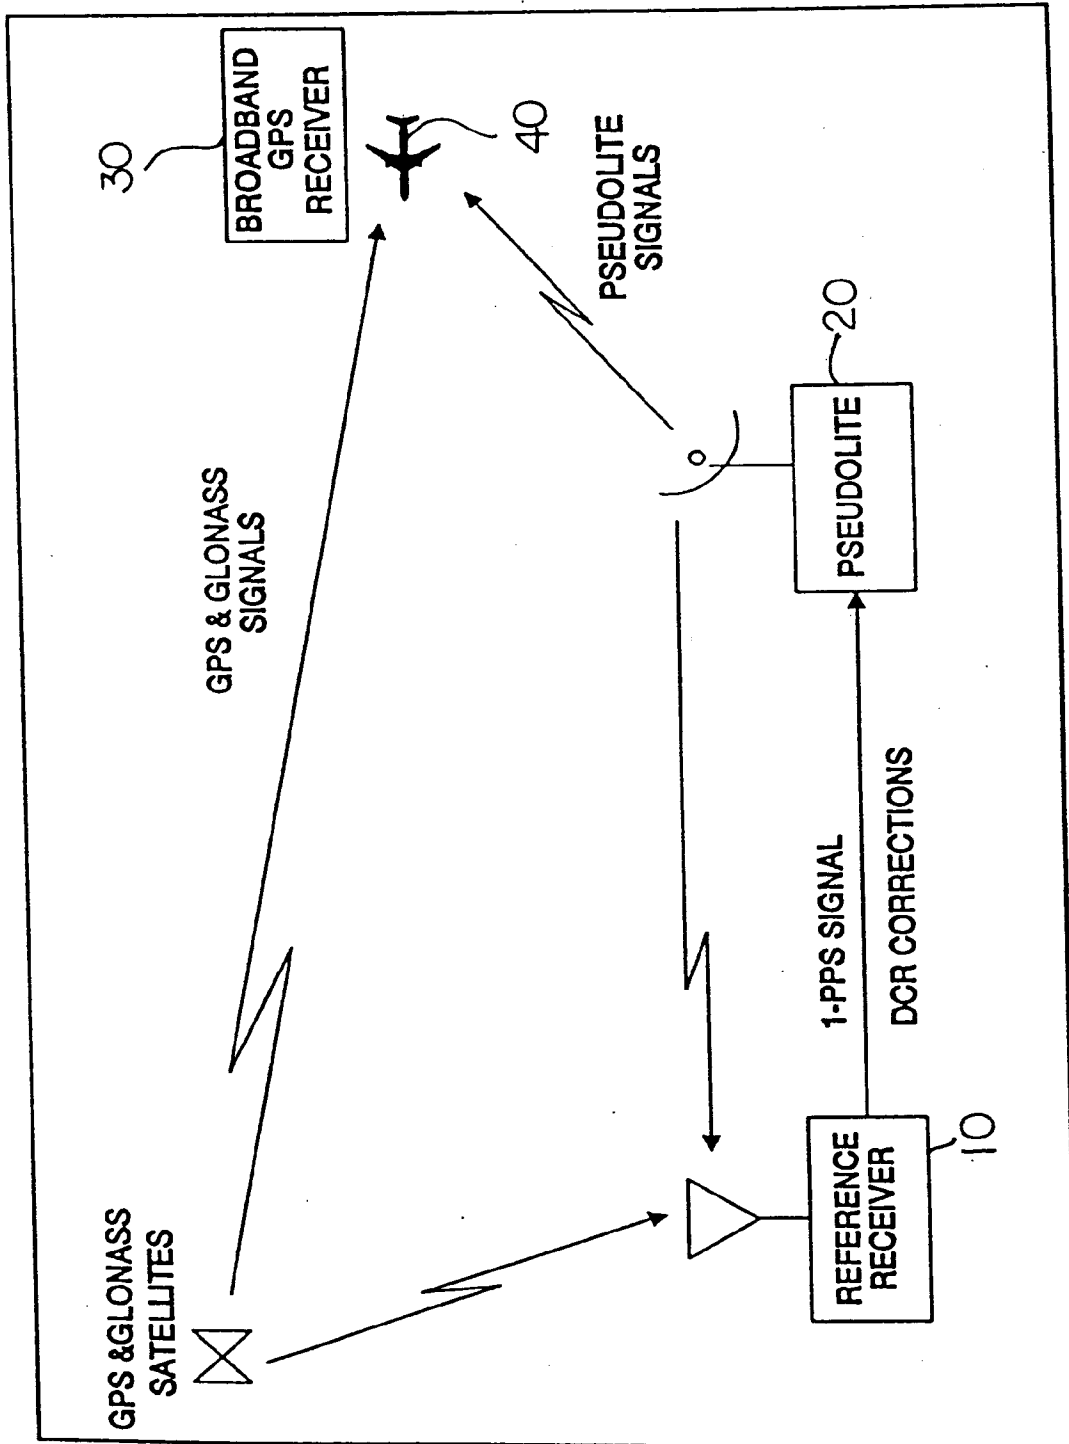 GPS &GLONASS
SATELLITES
GPS & GLONASS
SIGNALS
30
BROADBAND
GPS
RECEIVER
40
PSEUDOLITE
SIGNALS
REFERENCE
RECEIVER
10
1-PPS SIGNAL
DCR CORRECTIONS
PSEUDOLITE
20